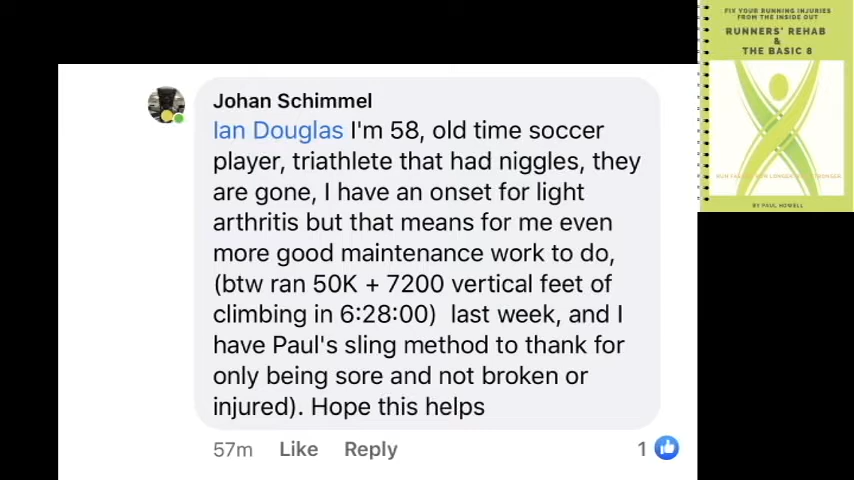 FIX YOUR RUNNING INJURIES
FROM THE INSIDE OUT
RUNNERS' REHAB
&
THE BASIC 8
BY PAUL HOWELL
Johan Schimmel
Ian Douglas I'm 58, old time soccer
player, triathlete that had niggles, they
are gone, I have an onset for light
arthritis but that means for me even
more good maintenance work to do,
(btw ran 50K + 7200 vertical feet of
climbing in 6:28:00)  last week, and I
have Paul's sling method to thank for
only being sore and not broken or
injured). Hope this helps
57m Like Reply 1